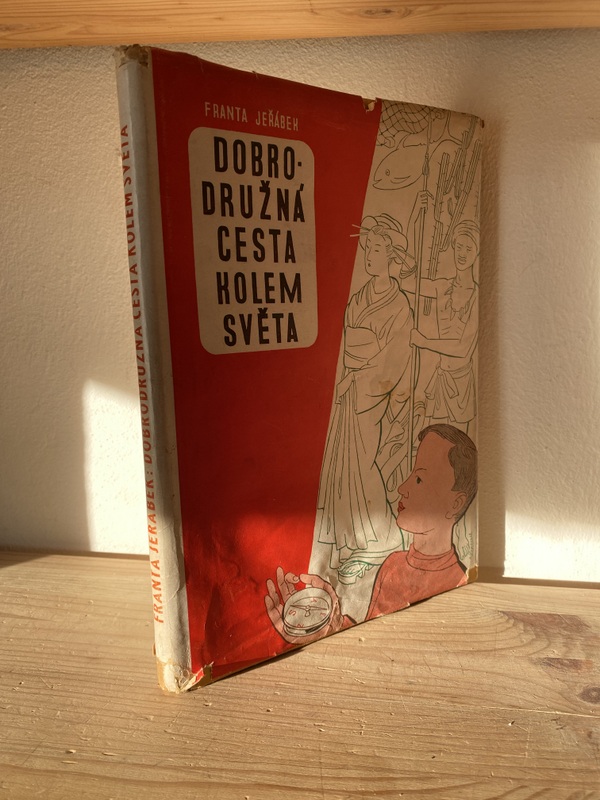 FRANTA JEŘÁBEK
DOBRO-
DRUŽNÁ
CESTA
KOLEM
SVĚTA
FRANTA JEŘÁBEK: DOBRODRUŽNÁ CESTA KOLEM SVĚTA